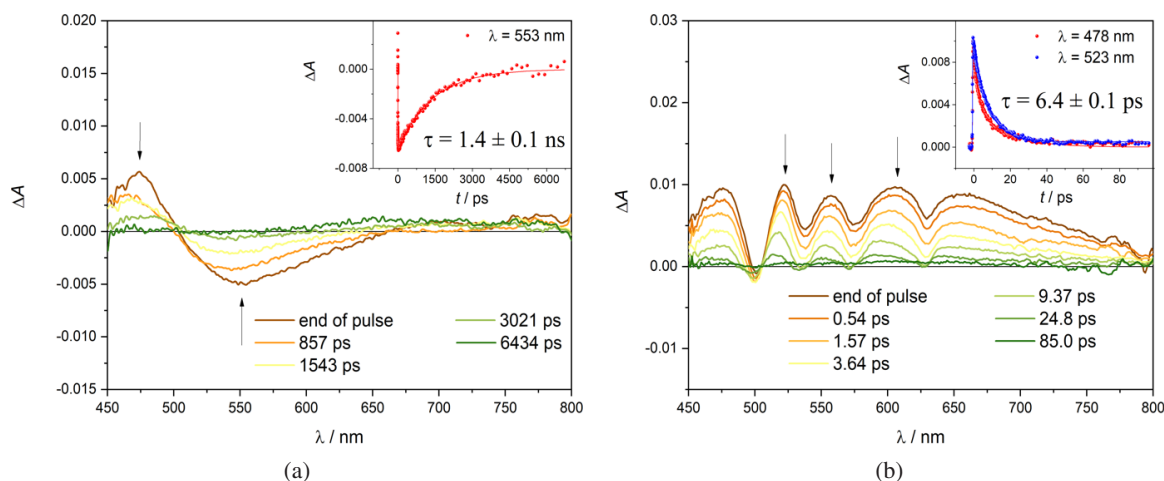 0.020
0.015
0.010
0.005
0.000
-0.005
-0.010
-0.015
ΔA
450 500 550 600 650 700 750 800
λ / nm
λ = 553 nm
ΔA
0.000
-0.004
-0.008
τ = 1.4 ± 0.1 ns
0 1500 3000 4500 6000
t / ps
end of pulse
857 ps
1543 ps
3021 ps
6434 ps
(a)
0.03
0.02
0.01
0.00
-0.01
ΔA
450 500 550 600 650 700 750 800
λ / nm
λ = 478 nm
λ = 523 nm
ΔA
0.008
0.004
0.000
τ = 6.4 ± 0.1 ps
0 20 40 60 80
t / ps
end of pulse
0.54 ps
1.57 ps
3.64 ps
9.37 ps
24.8 ps
85.0 ps
(b)